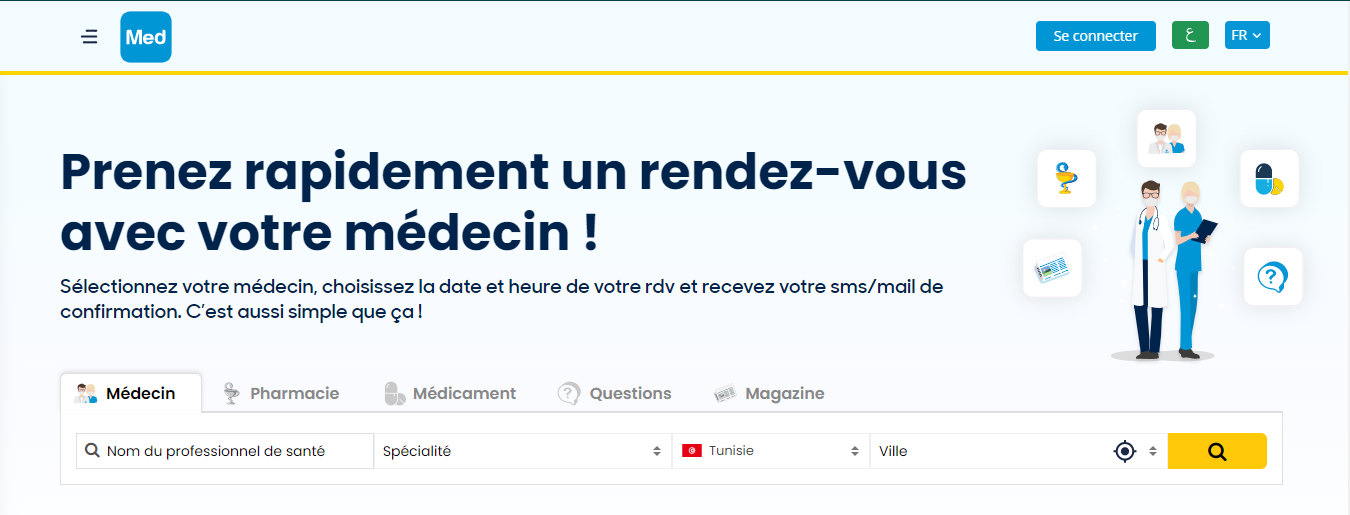 Med
Se connecter
ع
FR
Prenez rapidement un rendez-vous
avec votre médecin !
Sélectionnez votre médecin, choisissez la date et heure de votre rdv et recevez votre sms/mail de
confirmation. C'est aussi simple que ça !
Médecin
Pharmacie
Médicament
Questions
Magazine
Nom du professionnel de santé
Spécialité
Tunisie
Ville